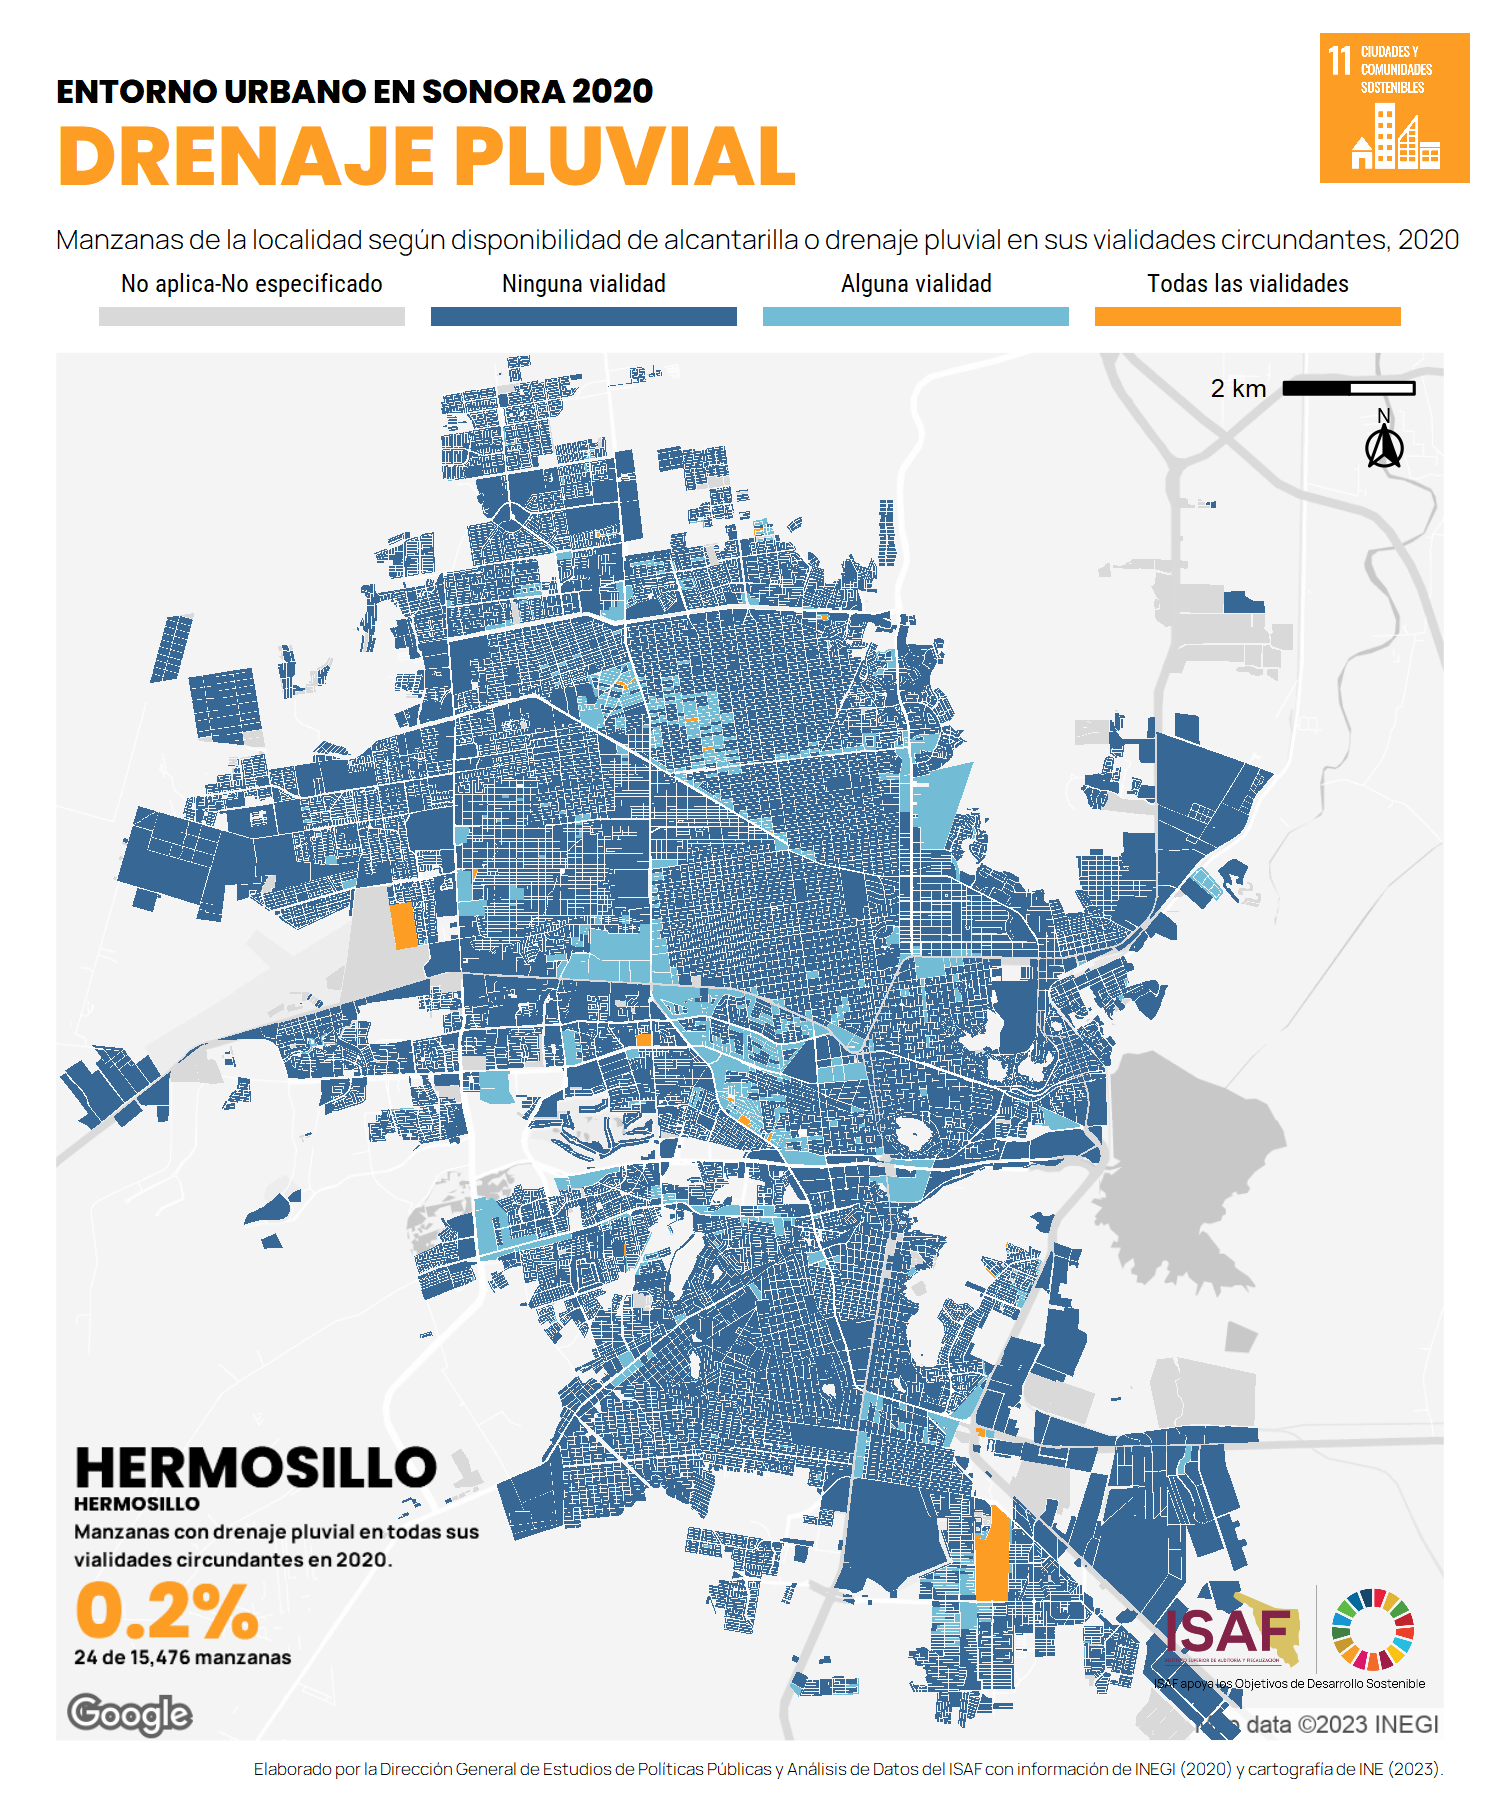 11 CIUDADES Y
COMUNIDADES
SOSTENIBLES
ENTORNO URBANO EN SONORA 2020
DRENAJE PLUVIAL
Manzanas de la localidad según disponibilidad de alcantarilla o drenaje pluvial en sus vialidades circundantes, 2020
No aplica-No especificado
Ninguna vialidad
Alguna vialidad
Todas las vialidades
2 km
N
HERMOSILLO
HERMOSILLO
Manzanas con drenaje pluvial en todas sus
vialidades circundantes en 2020.
0.2%
24 de 15,476 manzanas
ISAF
INSTITUTO SUPERIOR DE AUDITORÍA Y FISCALIZACIÓN
ISAF apoya los Objetivos de Desarrollo Sostenible
Google
data ©2023 INEGI
Elaborado por la Dirección General de Estudios de Políticas Públicas y Análisis de Datos del ISAF con información de INEGI (2020) y cartografía de INE (2023).